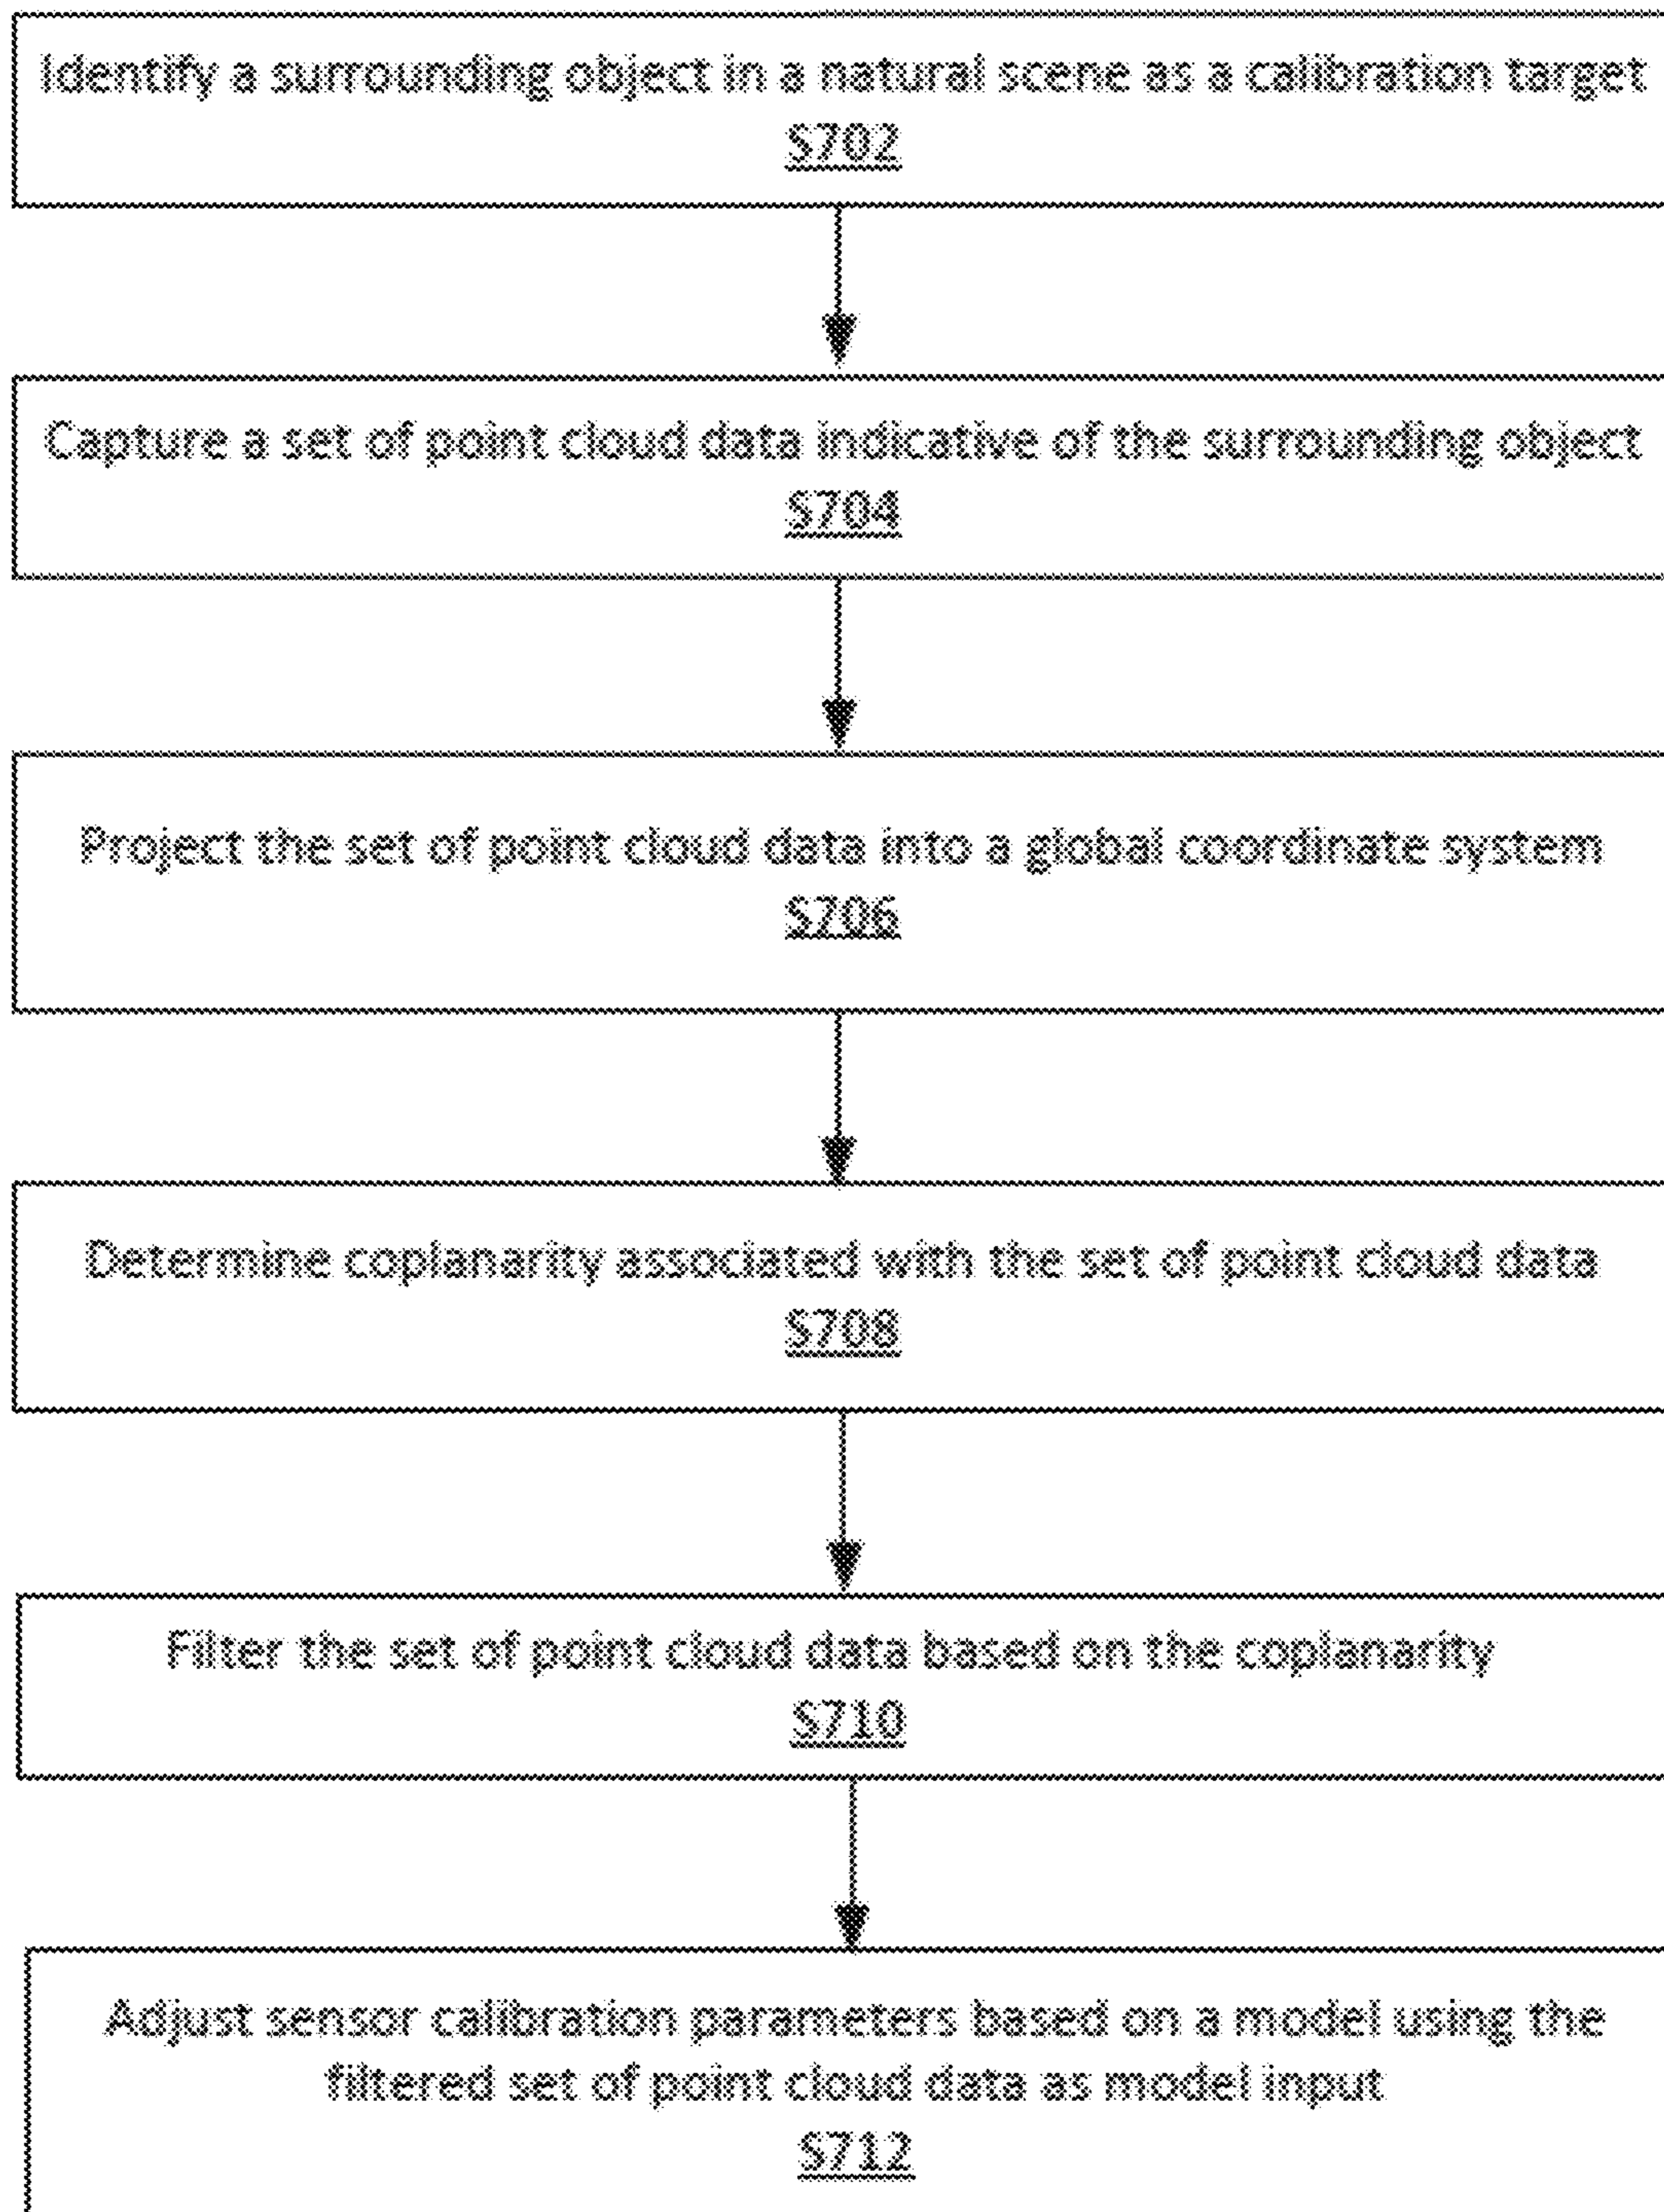 Identify a surrounding object in a natural scene as a calibration target
S702
Capture a set of point cloud data indicative of the surrounding object
S704
Project the set of point cloud data into a global coordinate system
S706
Determine coplanarity associated with the set of point cloud data
S708
Filter the set of point cloud data based on the coplanarity
S710
Adjust sensor calibration parameters based on a model using the
filtered set of point cloud data as model input
S712